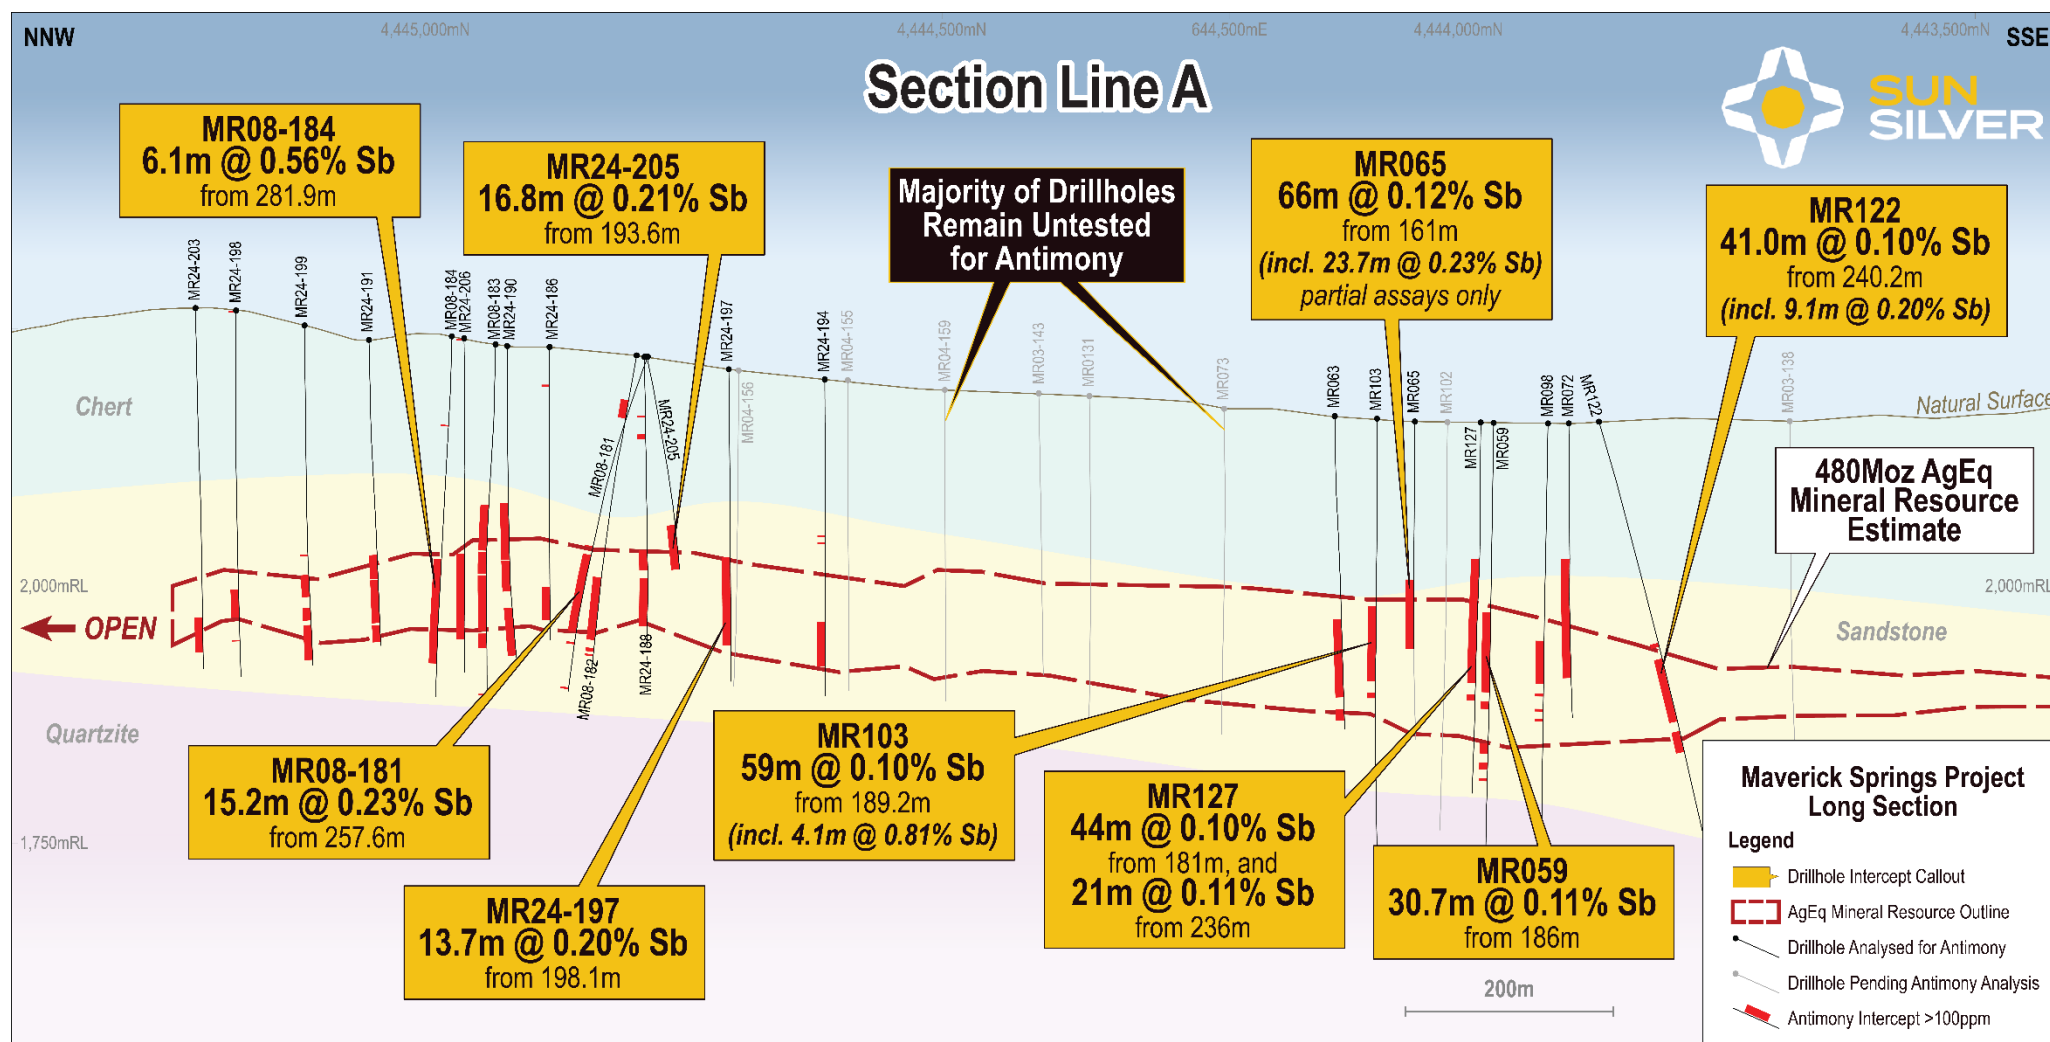 NNW
4,445,000mN
4,444,500mN
644,500mE
4,444,000mN
4,443,500mN
SSE
Section Line A
SUN
SILVER
MR08-184
6.1m @ 0.56% Sb
from 281.9m
MR24-205
16.8m @ 0.21% Sb
from 193.6m
Majority of Drillholes
Remain Untested
for Antimony
MR065
66m @ 0.12% Sb
from 161m
(incl. 23.7m @ 0.23% Sb)
partial assays only
MR122
41.0m @ 0.10% Sb
from 240.2m
(incl. 9.1m @ 0.20% Sb)
MR24-203
MR24-198
MR24-199
MR24-191
MR08-184
MR24-206
MR08-183
MR24-190
MR24-186
MR08-181
MR08-182
MR24-188
MR24-205
MR24-197
MR04-156
MR24-194
MR04-155
MR04-159
MR03-143
MR0131
MR073
MR063
MR103
MR065
MR102
MR127
MR059
MR098
MR072
MR122
MR03-138
Chert
Natural Surface
480Moz AgEq
Mineral Resource
Estimate
2,000mRL
2,000mRL
OPEN
Sandstone
Quartzite
1,750mRL
MR08-181
15.2m @ 0.23% Sb
from 257.6m
MR24-197
13.7m @ 0.20% Sb
from 198.1m
MR103
59m @ 0.10% Sb
from 189.2m
(incl. 4.1m @ 0.81% Sb)
MR127
44m @ 0.10% Sb
from 181m, and
21m @ 0.11% Sb
from 236m
MR059
30.7m @ 0.11% Sb
from 186m
200m
Maverick Springs Project
Long Section
Legend
Drillhole Intercept Callout
AgEq Mineral Resource Outline
Drillhole Analysed for Antimony
Drillhole Pending Antimony Analysis
Antimony Intercept >100ppm